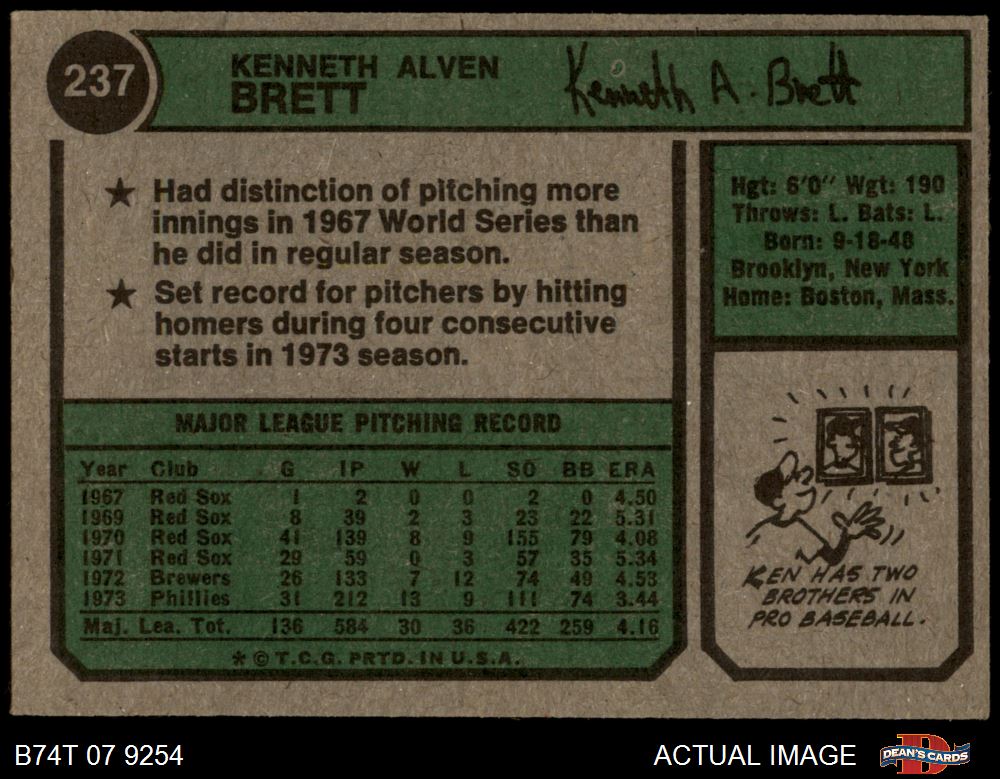 237
KENNETH ALVEN
BRETT
Kenneth A. Brett
★ Had distinction of pitching more
innings in 1967 World Series than
he did in regular season.
★ Set record for pitchers by hitting
homers during four consecutive
starts in 1973 season.
Hgt: 6'0" Wgt: 190
Throws: L. Bats: L.
Born: 9-18-48
Brooklyn, New York
Home: Boston, Mass.
MAJOR LEAGUE PITCHING RECORD
Year Club G IP W L SO BB ERA
1967 Red Sox 1 2 0 0 2 0 4.50
1969 Red Sox 8 39 2 3 23 22 5.31
1970 Red Sox 41 139 8 9 155 79 4.08
1971 Red Sox 29 59 0 3 57 35 5.34
1972 Brewers 26 133 7 12 74 49 4.53
1973 Phillies 31 212 13 9 111 74 3.44
Maj. Lea. Tot. 136 584 30 36 422 259 4.16
* © T.C.G. PRTD. IN U.S.A.
KEN HAS TWO
BROTHERS IN
PRO BASEBALL.
B74T 07 9254
ACTUAL IMAGE
D
DEAN'S CARDS